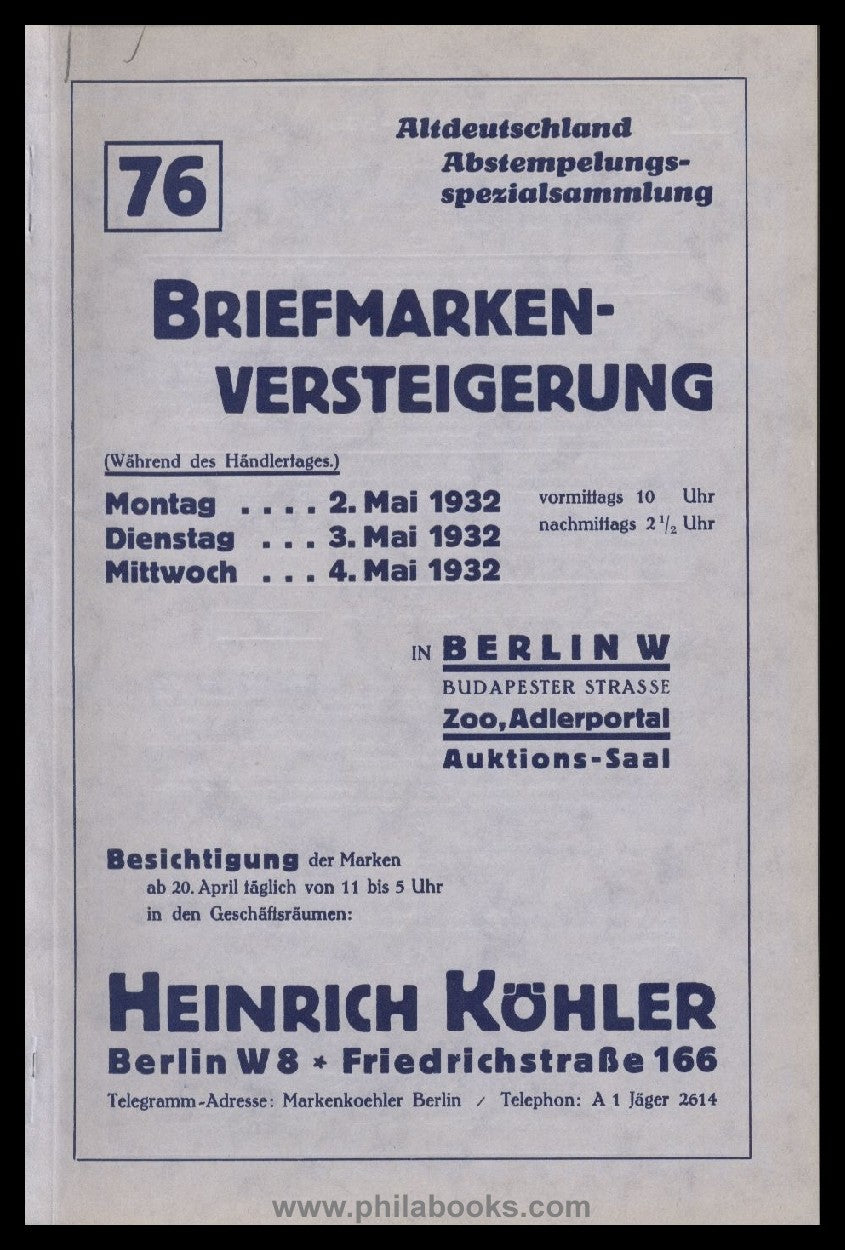 76
Altdeutschland
Abstempelungs-
spezialsammlung
BRIEFMARKEN-
VERSTEIGERUNG
(Während des Händlertages.)
Montag .... 2. Mai 1932 vormittags 10 Uhr
Dienstag ... 3. Mai 1932 nachmittags 2 1/2 Uhr
Mittwoch ... 4. Mai 1932
IN BERLIN W
BUDAPESTER STRASSE
Zoo, Adlerportal
Auktions-Saal
Besichtigung der Marken
ab 20. April täglich von 11 bis 5 Uhr
in den Geschäftsräumen:
HEINRICH KÖHLER
Berlin W 8 * Friedrichstraße 166
Telegramm-Adresse: Markenkoehler Berlin / Telephon: A 1 Jäger 2614
www.philabooks.com